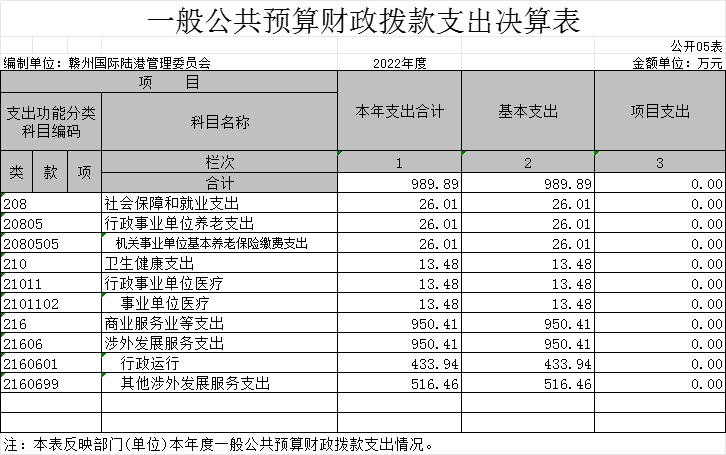 一般公共预算财政拨款支出决算表
公开05表
编制单位：赣州国际陆港管理委员会 2022年度 金额单位：万元
项 目 本年支出合计 基本支出 项目支出
支出功能分类科目编码 科目名称
类 款 项 栏次 1 2 3
合计 989.89 989.89 0.00
208 社会保障和就业支出 26.01 26.01 0.00
20805 行政事业单位养老支出 26.01 26.01 0.00
2080505 机关事业单位基本养老保险缴费支出 26.01 26.01 0.00
210 卫生健康支出 13.48 13.48 0.00
21011 行政事业单位医疗 13.48 13.48 0.00
2101102 事业单位医疗 13.48 13.48 0.00
216 商业服务业等支出 950.41 950.41 0.00
21606 涉外发展服务支出 950.41 950.41 0.00
2160601 行政运行 433.94 433.94 0.00
2160699 其他涉外发展服务支出 516.46 516.46 0.00
注：本表反映部门(单位)本年度一般公共预算财政拨款支出情况。